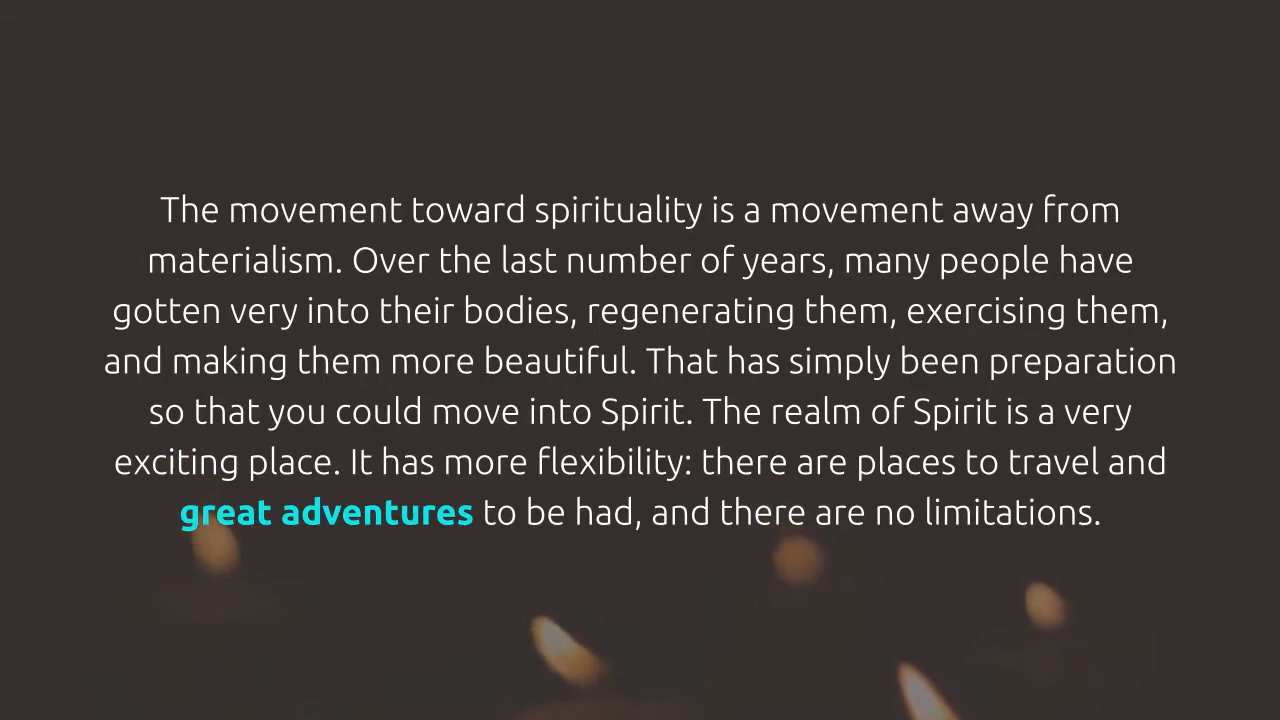 The movement toward spirituality is a movement away from
materialism. Over the last number of years, many people have
gotten very into their bodies, regenerating them, exercising them,
and making them more beautiful. That has simply been preparation
so that you could move into Spirit. The realm of Spirit is a very
exciting place. It has more flexibility: there are places to travel and
great adventures to be had, and there are no limitations.